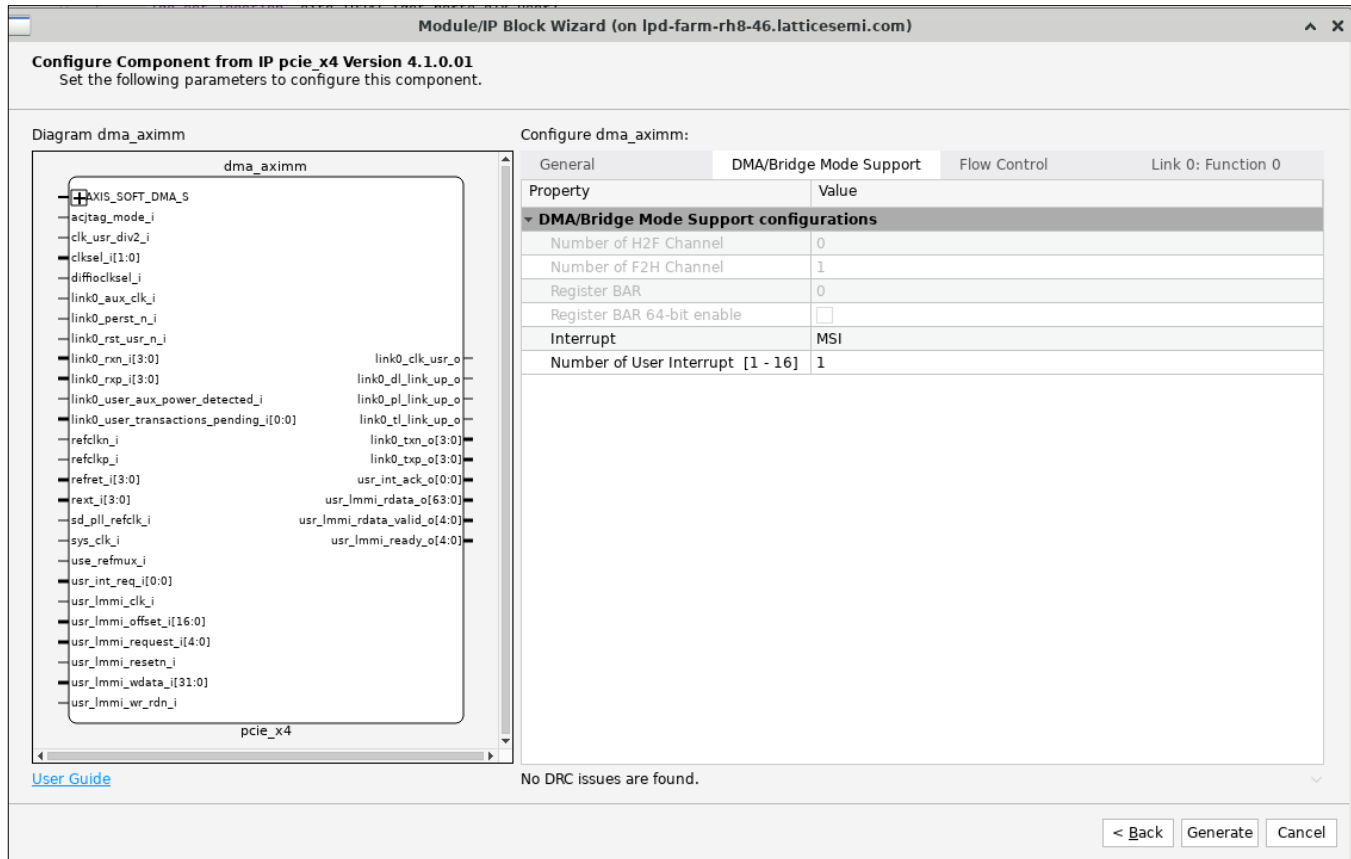 Module/IP Block Wizard (on lpd-farm-rh8-46.latticesemi.com)
Configure Component from IP pcie_x4 Version 4.1.0.01
Set the following parameters to configure this component.
Diagram dma_aximm
Configure dma_aximm:
dma_aximm
AXIS_SOFT_DMA_S
acjtag_mode_i
clk_usr_div2_i
clksel_i[1:0]
diffioclksel_i
link0_aux_clk_i
link0_perst_n_i
link0_rst_usr_n_i
link0_rxn_i[3:0] link0_clk_usr_o
link0_rxp_i[3:0] link0_dl_link_up_o
link0_user_aux_power_detected_i link0_pl_link_up_o
link0_user_transactions_pending_i[0:0] link0_tl_link_up_o
refclkn_i link0_txn_o[3:0]
refclkp_i link0_txp_o[3:0]
refret_i[3:0] usr_int_ack_o[0:0]
rext_i[3:0] usr_lmmi_rdata_o[63:0]
sd_pll_refclk_i usr_lmmi_rdata_valid_o[4:0]
sys_clk_i usr_lmmi_ready_o[4:0]
use_refmux_i
usr_int_req_i[0:0]
usr_lmmi_clk_i
usr_lmmi_offset_i[16:0]
usr_lmmi_request_i[4:0]
usr_lmmi_resetn_i
usr_lmmi_wdata_i[31:0]
usr_lmmi_wr_rdn_i
pcie_x4
General DMA/Bridge Mode Support Flow Control Link 0: Function 0
Property Value
DMA/Bridge Mode Support configurations
Number of H2F Channel 0
Number of F2H Channel 1
Register BAR 0
Register BAR 64-bit enable
Interrupt MSI
Number of User Interrupt [1 - 16] 1
User Guide
No DRC issues are found.
< Back Generate Cancel